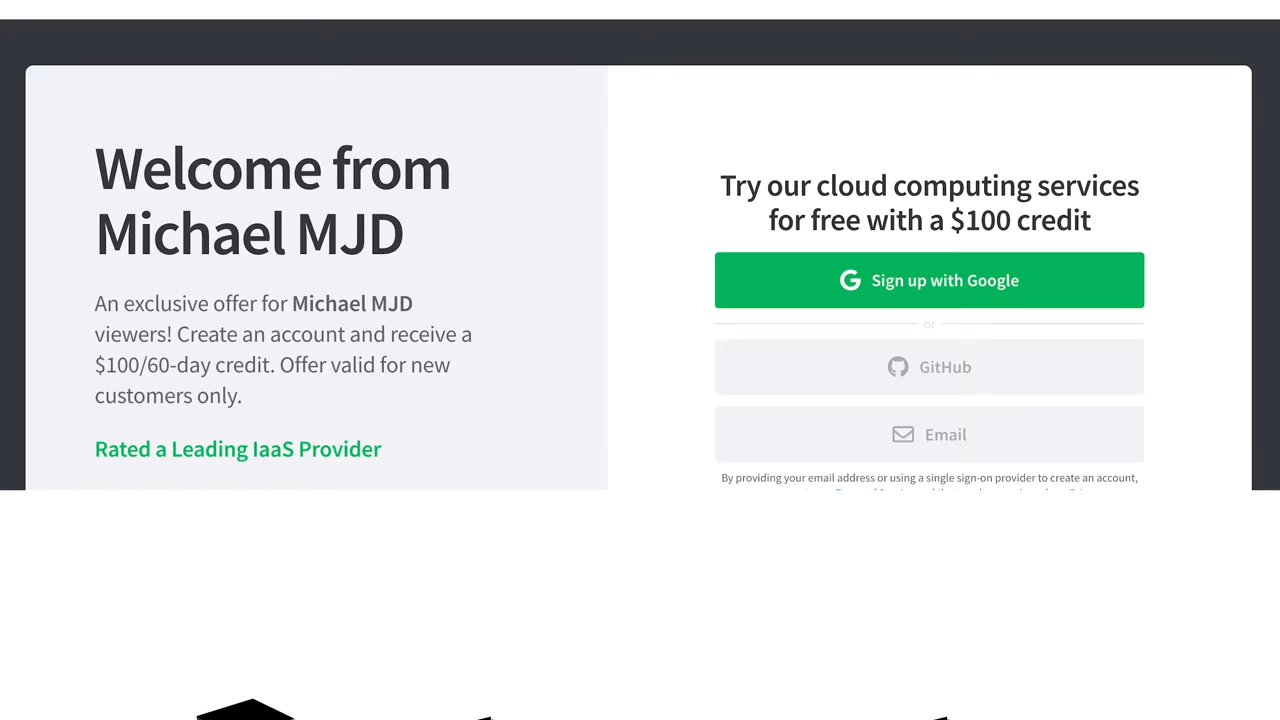 Welcome from
Michael MJD
An exclusive offer for Michael MJD
viewers! Create an account and receive a
$100/60-day credit. Offer valid for new
customers only.
Rated a Leading IaaS Provider
Try our cloud computing services
for free with a $100 credit
Sign up with Google
or
GitHub
Email
By providing your email address or using a single sign-on provider to create an account,